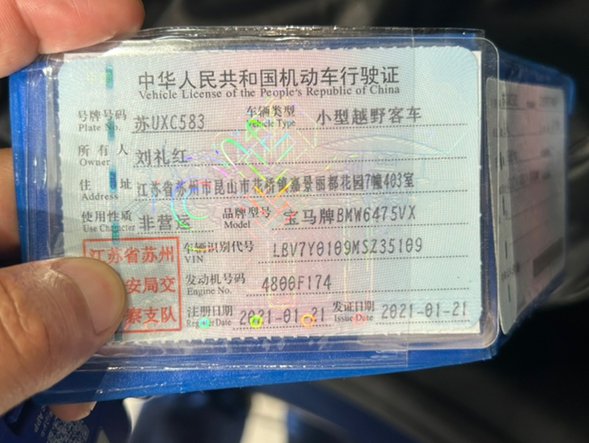 中华人民共和国机动车行驶证
Vehicle License of the People's Republic of China
号牌号码 苏UXC583 车辆类型 小型越野客车
Plate No. Vehicle Type
所有人 刘礼红
Owner
住址 江苏省苏州市昆山市花桥镇
景丽都花园7幢403室
Address
使用性质 非营运 品牌型号 宝马牌BMW6475VX
Use Character Model
江苏省苏州 车辆识别代号 LBV7Y0109MSZ35109
VIN
安局交 发动机号码 4800F174
Engine No.
察支队 注册日期 2021-01-21 发证日期 2021-01-21
Register Date Issue Date